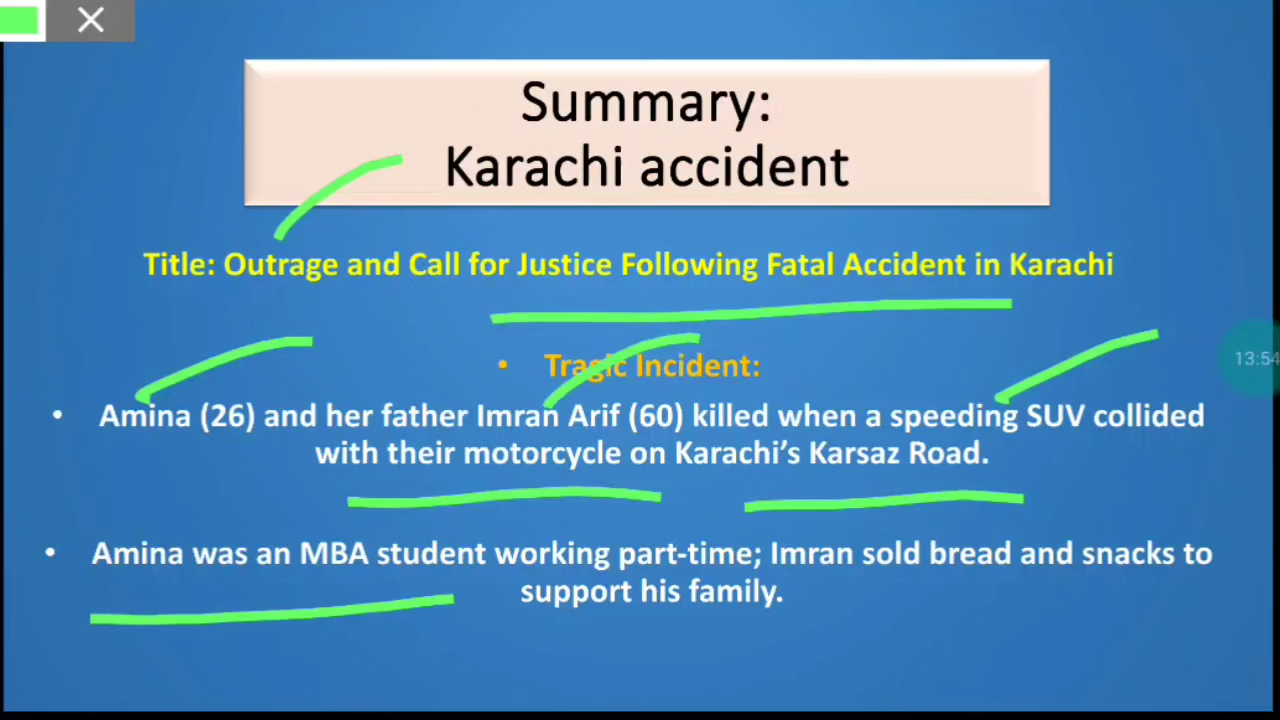 Summary:
Karachi accident
Title: Outrage and Call for Justice Following Fatal Accident in Karachi
• Tragic Incident:
• Amina (26) and her father Imran Arif (60) killed when a speeding SUV collided
with their motorcycle on Karachi’s Karsaz Road.
13:54
• Amina was an MBA student working part-time; Imran sold bread and snacks to
support his family.